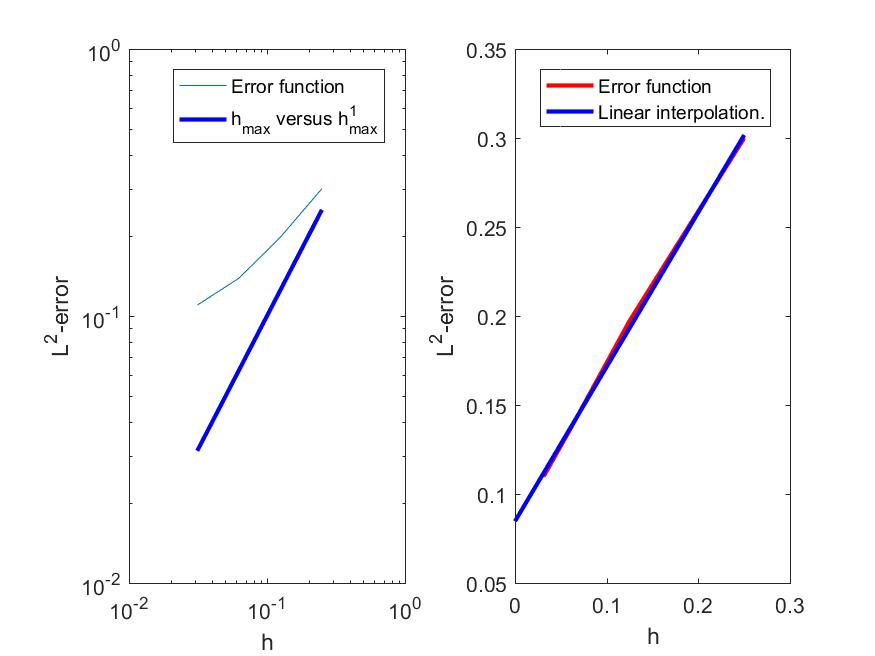 10^0
10^-1
10^-2
10^-2
10^-1
10^0
h
L^2-error
Error function
h_max versus h^1_max
0.35
0.3
0.25
0.2
0.15
0.1
0.05
0
0.1
0.2
0.3
h
L^2-error
Error function
Linear interpolation.